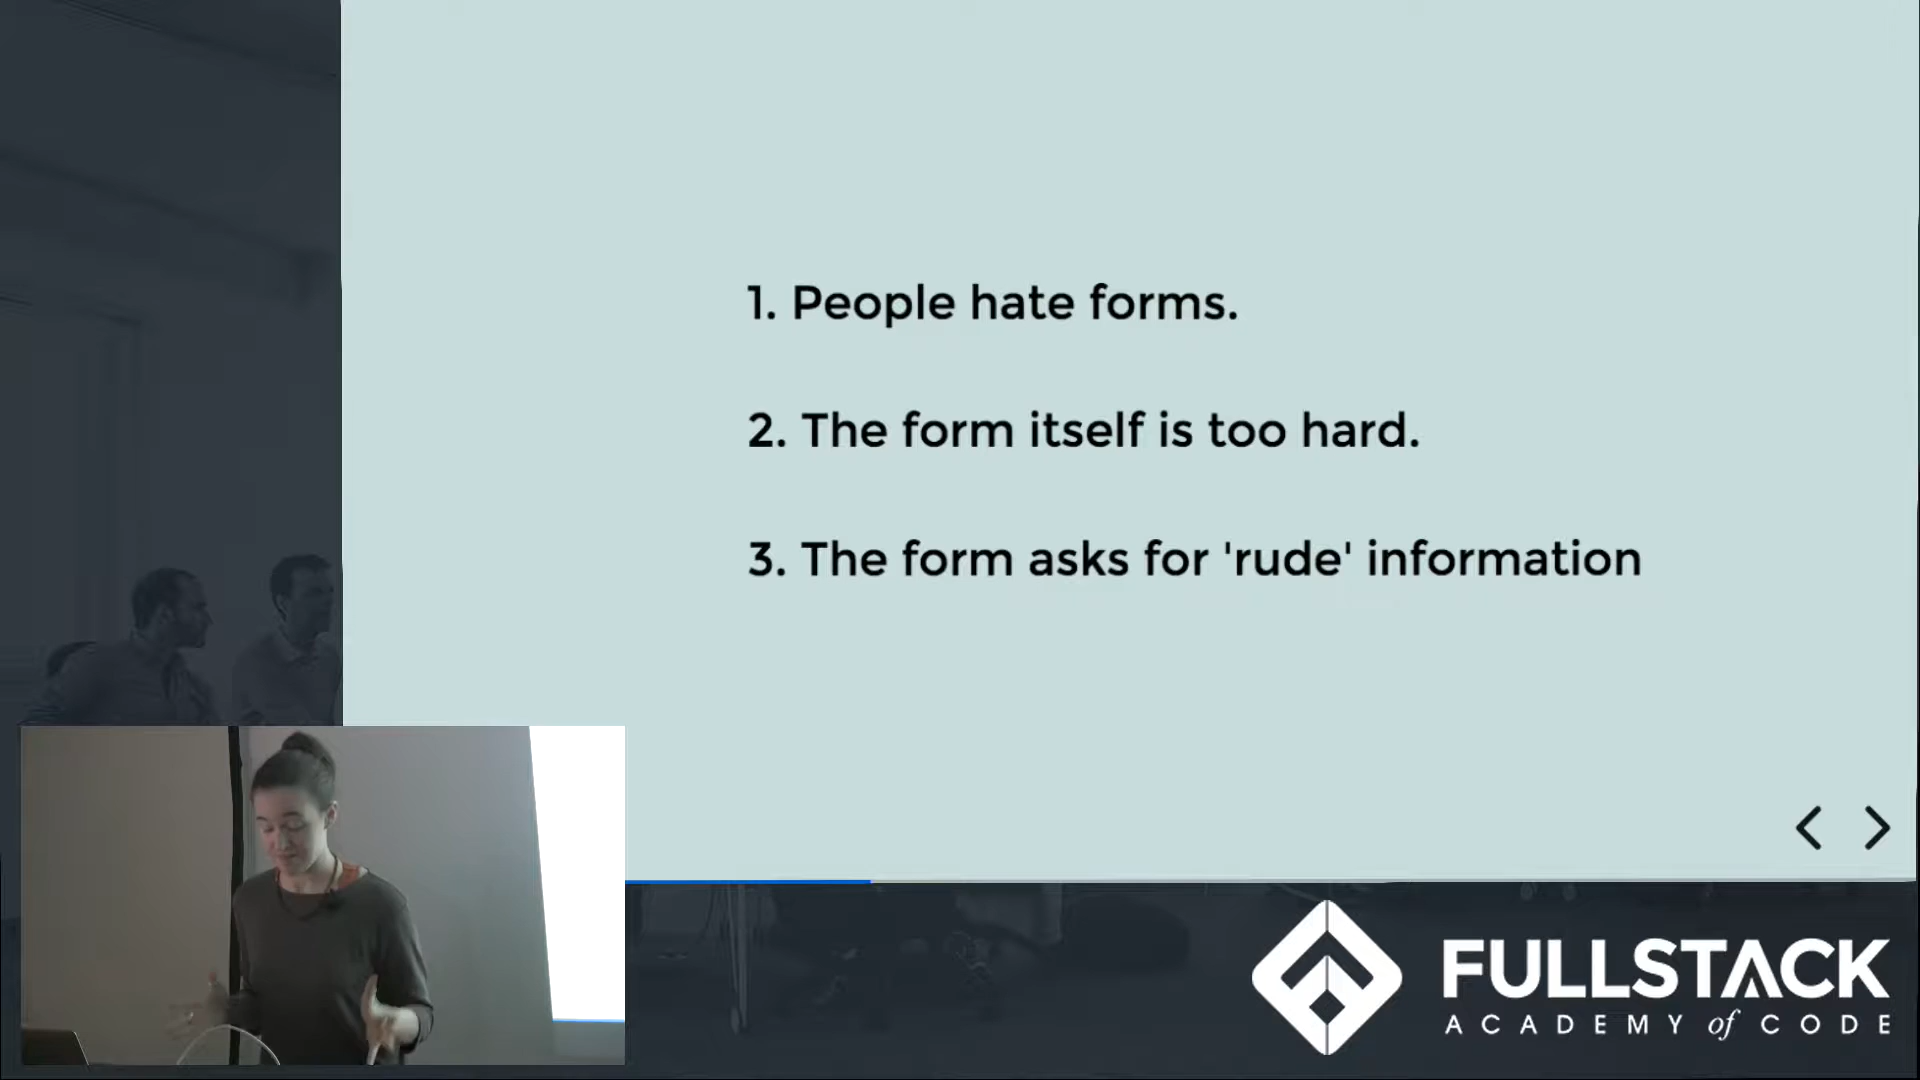 1. People hate forms.
2. The form itself is too hard.
3. The form asks for 'rude' information
FULLSTACK
ACADEMY of CODE